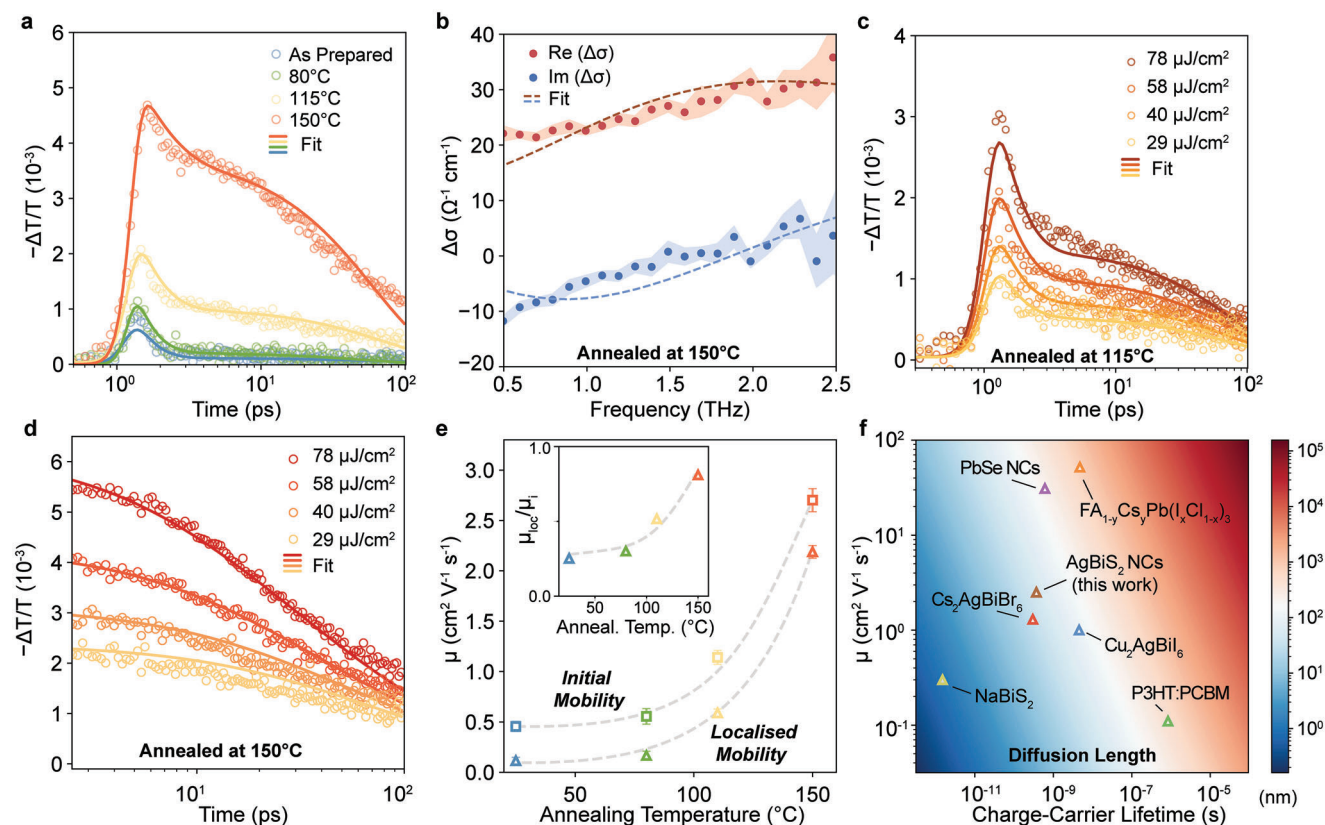 a
−ΔT/T (10⁻³)
6
5
4
3
2
1
0
As Prepared
80°C
115°C
150°C
Fit
10⁰
10¹
10²
Time (ps)
b
Δσ (Ω⁻¹ cm⁻¹)
40
30
20
10
0
−10
−20
Re (Δσ)
Im (Δσ)
Fit
Annealed at 150°C
0.5
1.0
1.5
2.0
2.5
Frequency (THz)
c
−ΔT/T (10⁻³)
4
3
2
1
0
78 μJ/cm²
58 μJ/cm²
40 μJ/cm²
29 μJ/cm²
Fit
Annealed at 115°C
10⁰
10¹
10²
Time (ps)
d
−ΔT/T (10⁻³)
6
5
4
3
2
1
0
78 μJ/cm²
58 μJ/cm²
40 μJ/cm²
29 μJ/cm²
Fit
Annealed at 150°C
10¹
10²
Time (ps)
e
μ (cm² V⁻¹ s⁻¹)
3.0
2.5
2.0
1.5
1.0
0.5
0.0
1.0
0.0
μ_loc/μ_i
50
100
150
Anneal. Temp. (°C)
Initial
Mobility
Localised
Mobility
50
100
150
Annealing Temperature (°C)
f
μ (cm² V⁻¹ s⁻¹)
10²
10¹
10⁰
10⁻¹
PbSe NCs
FA₁₋yCsyPb(IₓCl₁₋ₓ)₃
AgBiS₂ NCs
(this work)
Cs₂AgBiBr₆
Cu₂AgBiI₆
NaBiS₂
P3HT:PCBM
Diffusion Length
10⁻¹¹
10⁻⁹
10⁻⁷
10⁻⁵
Charge-Carrier Lifetime (s)
10⁵
10⁴
10³
10²
10¹
10⁰
(nm)